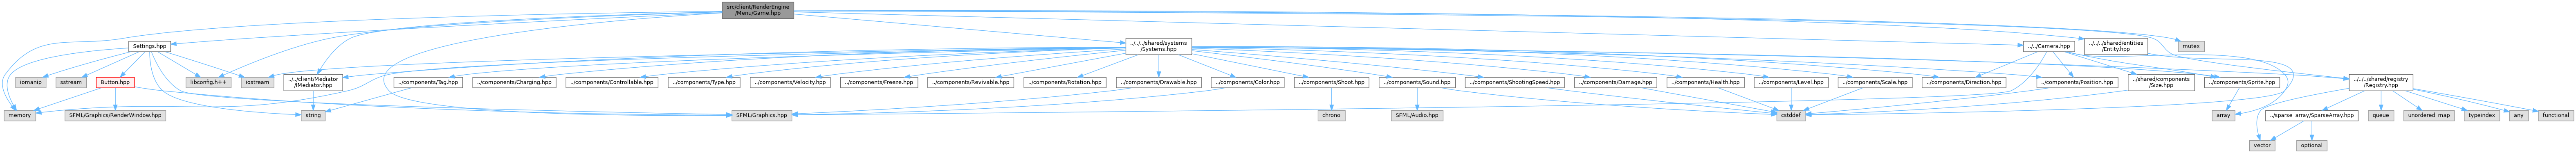 src/client/RenderEngine
/Menu/Game.hpp
Settings.hpp
../../../shared/systems
/Systems.hpp
../../Camera.hpp
../../../shared/entities
/Entity.hpp
mutex
iomanip
sstream
Button.hpp
libconfig.h++
iostream
../../client/Mediator
/IMediator.hpp
../components/Tag.hpp
../components/Charging.hpp
../components/Controllable.hpp
../components/Type.hpp
../components/Velocity.hpp
../components/Freeze.hpp
../components/Revivable.hpp
../components/Rotation.hpp
../components/Drawable.hpp
../components/Color.hpp
../components/Shoot.hpp
../components/Sound.hpp
../components/ShootingSpeed.hpp
../components/Damage.hpp
../components/Health.hpp
../components/Level.hpp
../components/Scale.hpp
../components/Direction.hpp
../components/Position.hpp
../shared/components
/Size.hpp
../components/Sprite.hpp
../../../shared/registry
/Registry.hpp
memory
SFML/Graphics/RenderWindow.hpp
string
SFML/Graphics.hpp
chrono
SFML/Audio.hpp
cstddef
array
../sparse_array/SparseArray.hpp
queue
unordered_map
typeindex
any
functional
vector
optional